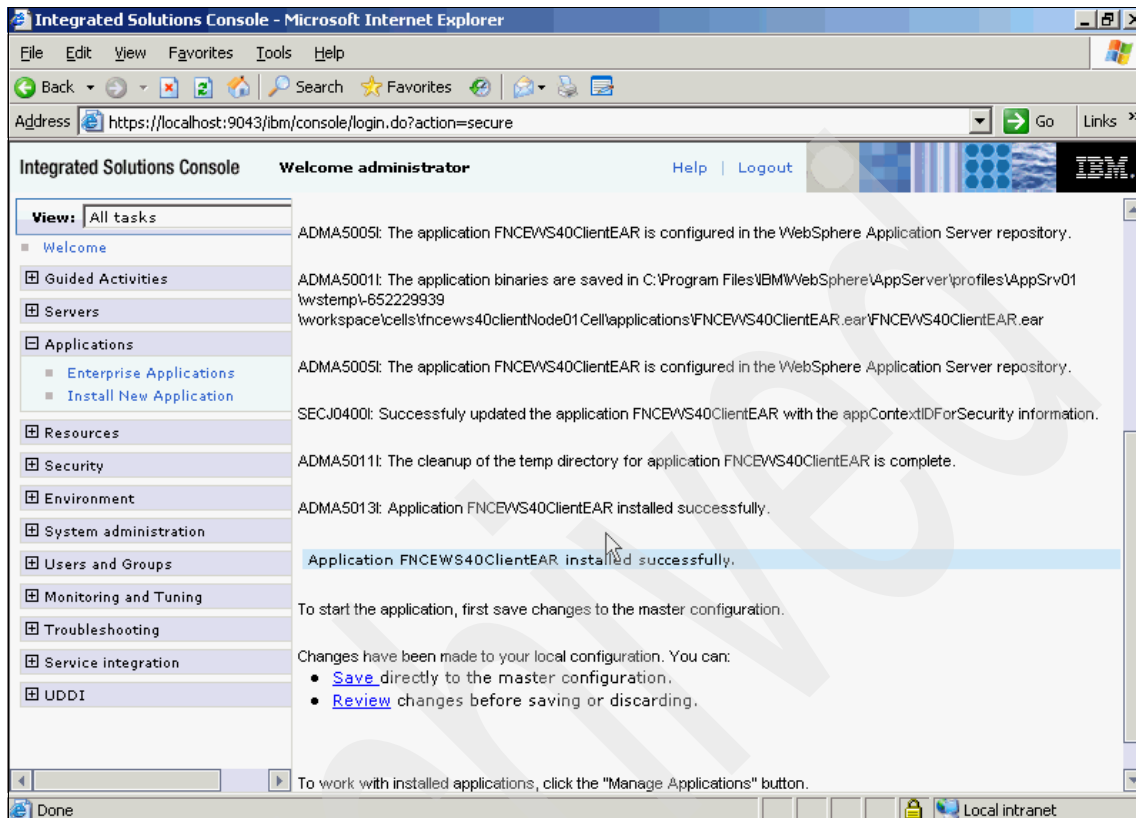 Integrated Solutions Console - Microsoft Internet Explorer
File Edit View Favorites Tools Help
Back Search Favorites
Address https://localhost:9043/ibm/console/login.do?action=secure Go Links »
Integrated Solutions Console Welcome administrator Help | Logout IBM.
View: All tasks
Welcome
Guided Activities
Servers
Applications
Enterprise Applications
Install New Application
Resources
Security
Environment
System administration
Users and Groups
Monitoring and Tuning
Troubleshooting
Service integration
UDDI
ADMA5005I: The application FNCEWS40ClientEAR is configured in the WebSphere Application Server repository.
ADMA5001I: The application binaries are saved in C:\Program Files\IBM\WebSphere\AppServer\profiles\AppSrv01
\wstemp\-652229939
\workspace\cells\fncews40clientNode01Cell\applications\FNCEWS40ClientEAR.ear\FNCEWS40ClientEAR.ear
ADMA5005I: The application FNCEWS40ClientEAR is configured in the WebSphere Application Server repository.
SECJ0400I: Successfuly updated the application FNCEWS40ClientEAR with the appContextIDForSecurity information.
ADMA5011I: The cleanup of the temp directory for application FNCEWS40ClientEAR is complete.
ADMA5013I: Application FNCEWS40ClientEAR installed successfully.
Application FNCEWS40ClientEAR installed successfully.
To start the application, first save changes to the master configuration.
Changes have been made to your local configuration. You can:
• Save directly to the master configuration.
• Review changes before saving or discarding.
To work with installed applications, click the "Manage Applications" button.
Done Local intranet